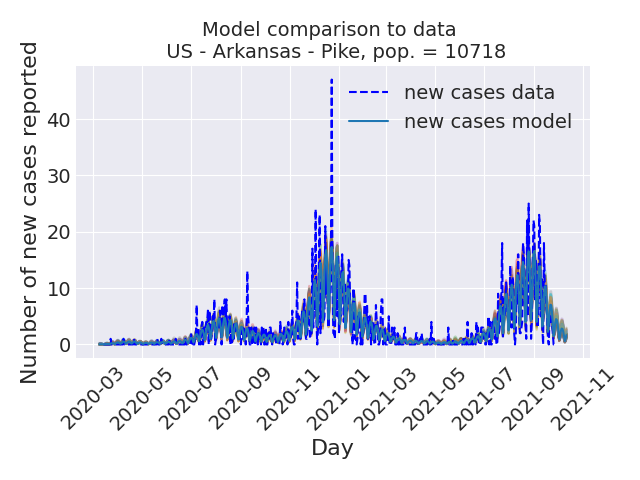 Model comparison to data
US - Arkansas - Pike, pop. = 10718
Number of new cases reported
40
30
20
10
0
new cases data
new cases model
2020-03
2020-05
2020-07
2020-09
2020-11
2021-01
2021-03
2021-05
2021-07
2021-09
2021-11
Day